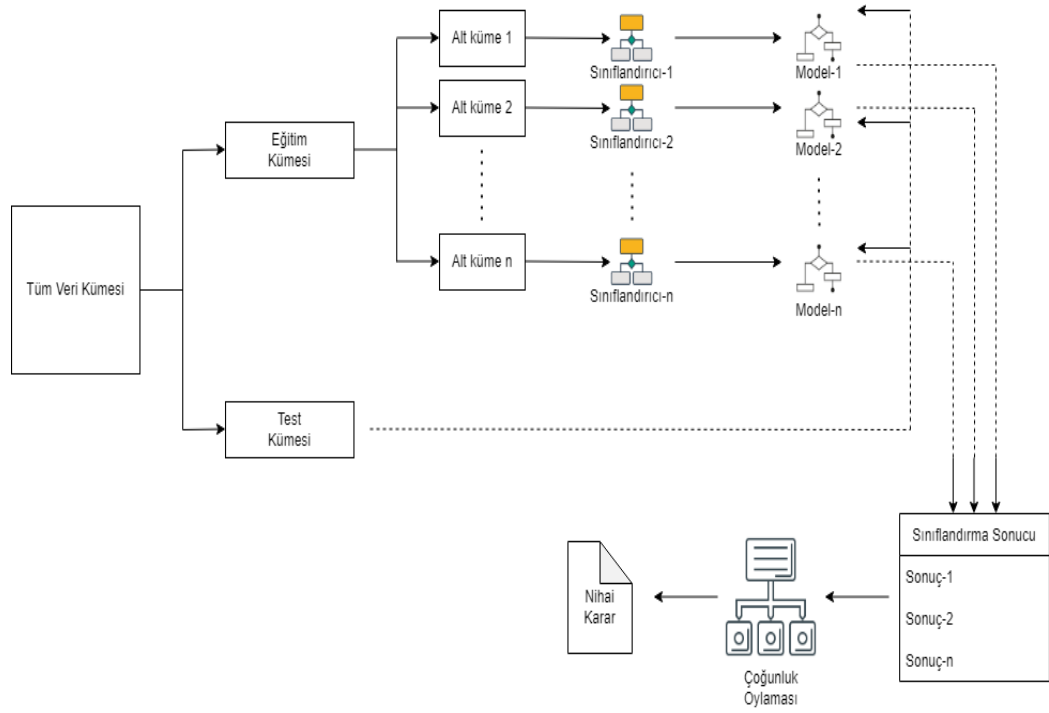 Alt küme 1
Sınıflandırıcı-1
Model-1
Alt küme 2
Sınıflandırıcı-2
Model-2
Eğitim
Kümesi
Alt küme n
Sınıflandırıcı-n
Model-n
Tüm Veri Kümesi
Test
Kümesi
Sınıflandırma Sonucu
Sonuç-1
Sonuç-2
Sonuç-n
Nihai
Karar
Çoğunluk
Oylaması